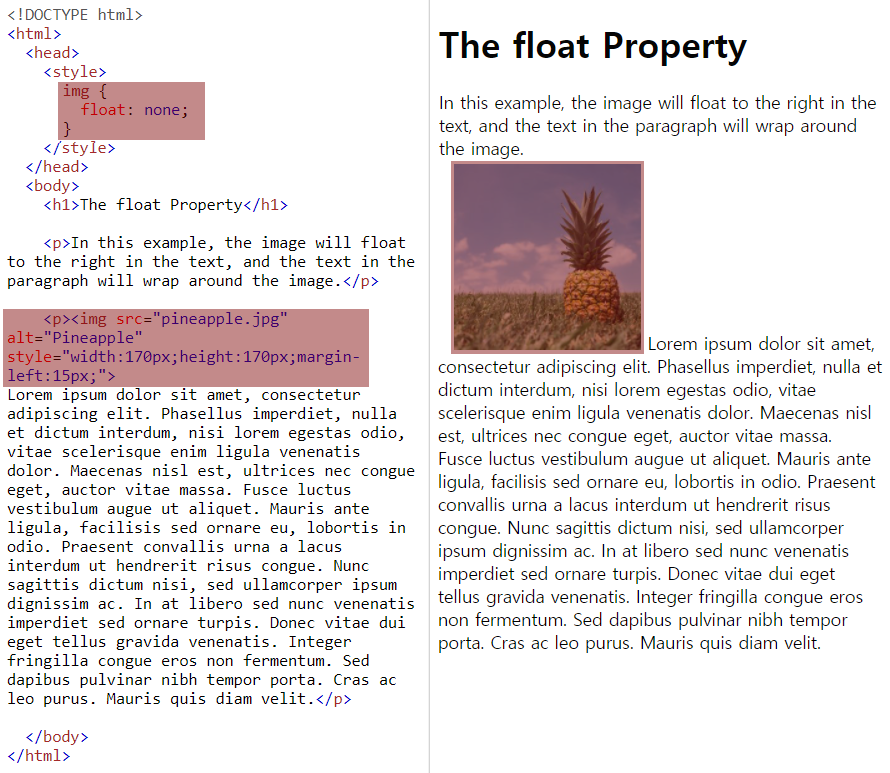 <!DOCTYPE html>
<html>
<head>
<style>
img {
float: none;
}
</style>
</head>
<body>
<h1>The float Property</h1>
<p>In this example, the image will float
to the right in the text, and the text in the
paragraph will wrap around the image.</p>
<p><img src="pineapple.jpg"
alt="Pineapple"
style="width:170px;height:170px;margin-
left:15px;">
Lorem ipsum dolor sit amet, consectetur
adipiscing elit. Phasellus imperdiet, nulla
et dictum interdum, nisi lorem egestas odio,
vitae scelerisque enim ligula venenatis
dolor. Maecenas nisl est, ultrices nec congue
eget, auctor vitae massa. Fusce luctus
vestibulum augue ut aliquet. Mauris ante
ligula, facilisis sed ornare eu, lobortis in
odio. Praesent convallis urna a lacus
interdum ut hendrerit risus congue. Nunc
sagittis dictum nisi, sed ullamcorper ipsum
dignissim ac. In at libero sed nunc venenatis
imperdiet sed ornare turpis. Donec vitae dui
eget tellus gravida venenatis. Integer
fringilla congue eros non fermentum. Sed
dapibus pulvinar nibh tempor porta. Cras ac
leo purus. Mauris quis diam velit.</p>
</body>
</html>
The float Property
In this example, the image will float to the right in the
text, and the text in the paragraph will wrap around
the image.
Lorem ipsum dolor sit amet,
consectetur adipiscing elit. Phasellus imperdiet, nulla et
dictum interdum, nisi lorem egestas odio, vitae
scelerisque enim ligula venenatis dolor. Maecenas nisl
est, ultrices nec congue eget, auctor vitae massa.
Fusce luctus vestibulum augue ut aliquet. Mauris ante
ligula, facilisis sed ornare eu, lobortis in odio. Praesent
convallis urna a lacus interdum ut hendrerit risus
congue. Nunc sagittis dictum nisi, sed ullamcorper
ipsum dignissim ac. In at libero sed nunc venenatis
imperdiet sed ornare turpis. Donec vitae dui eget
tellus gravida venenatis. Integer fringilla congue eros
non fermentum. Sed dapibus pulvinar nibh tempor
porta. Cras ac leo purus. Mauris quis diam velit.